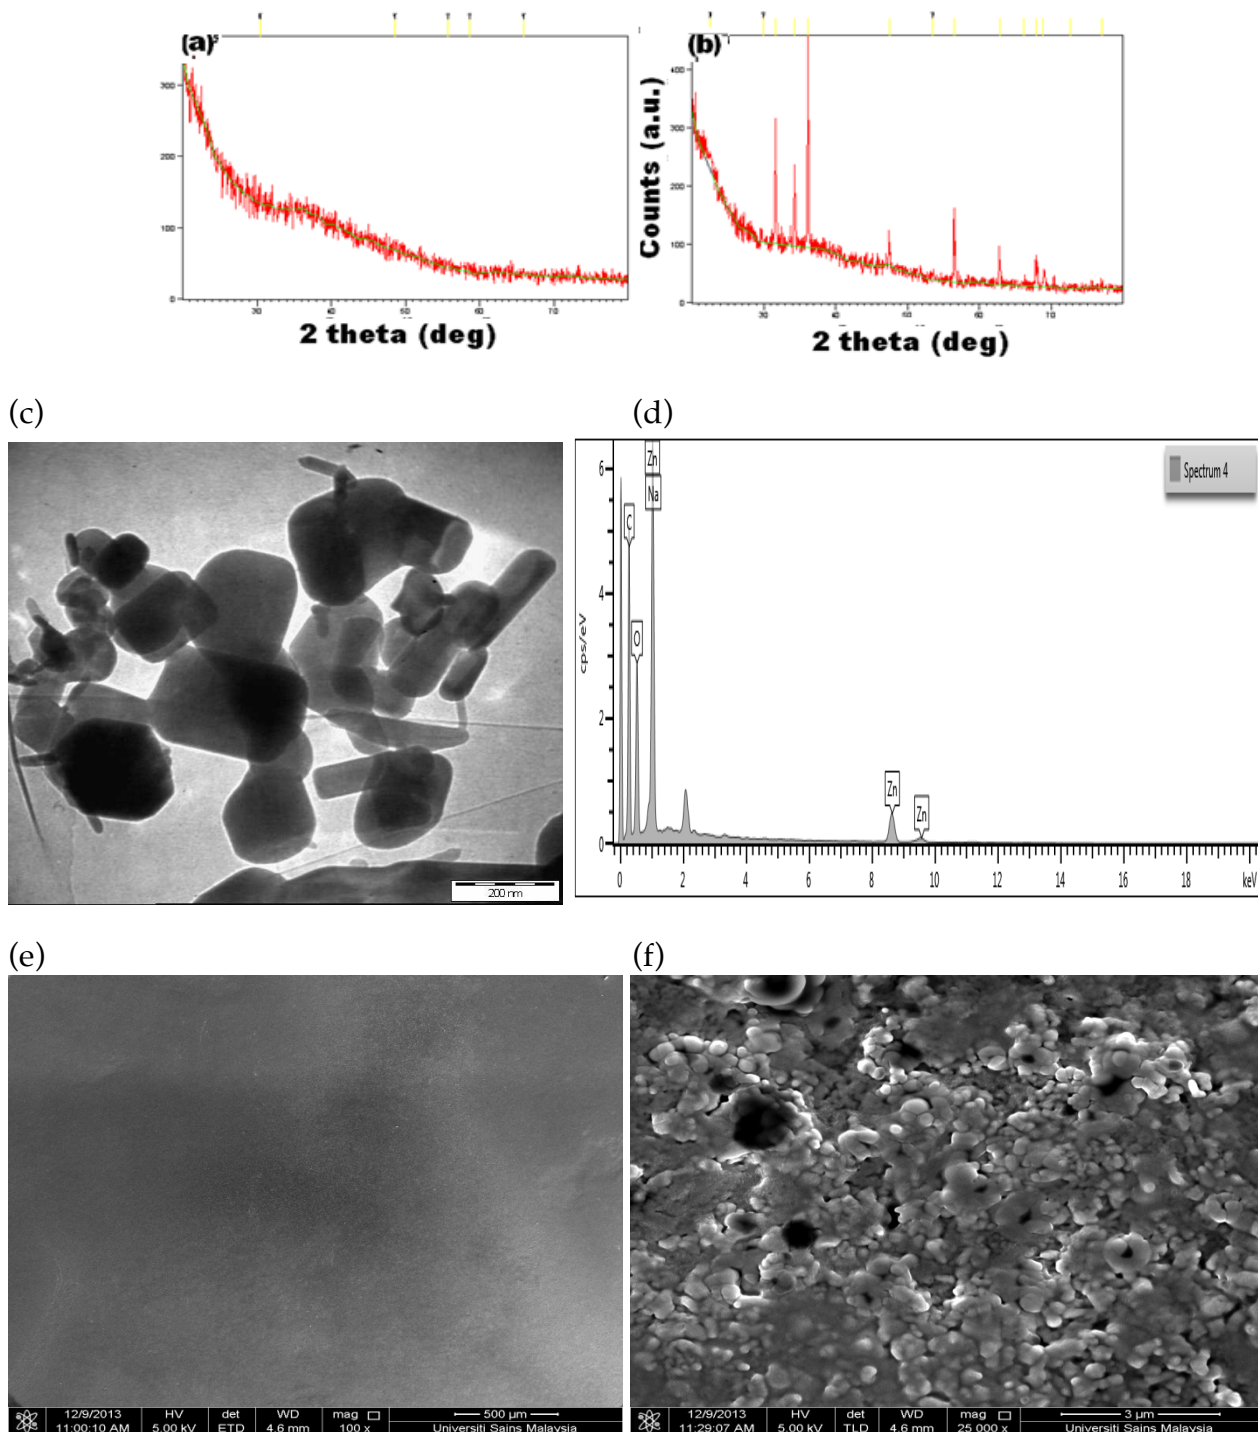 (a)
300
200
100
0
30
40
50
60
70
2 theta (deg)
(b)
Counts (a.u.)
400
300
200
100
0
30
50
60
70
2 theta (deg)
(c)
200 nm
(d)
Zn
Na
C
O
Zn
Zn
Spectrum 4
cps/eV
6
4
2
0
0 2 4 6 8 10 12 14 16 18 keV
(e)
12/9/2013 HV det WD mag 500 µm
11:00:10 AM 5.00 kV ETD 4.6 mm 100 x Universiti Sains Malaysia
(f)
12/9/2013 HV det WD mag 3 µm
11:29:07 AM 5.00 kV TLD 4.6 mm 25 000 x Universiti Sains Malaysia